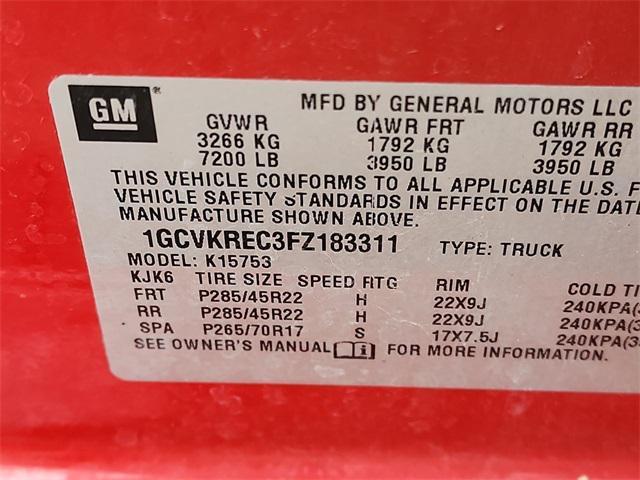 GM
MFD BY GENERAL MOTORS LLC
GVWR GAWR FRT GAWR RR
3266 KG 1792 KG 1792 KG
7200 LB 3950 LB 3950 LB
THIS VEHICLE CONFORMS TO ALL APPLICABLE U.S. F
VEHICLE SAFETY STANDARDS IN EFFECT ON THE DATE
MANUFACTURE SHOWN ABOVE.
1GCVKREC3FZ183311 TYPE: TRUCK
MODEL: K15753
KJK6 TIRE SIZE SPEED RTG RIM COLD TI
FRT P285/45R22 H 22X9J 240KPA(3
RR P285/45R22 H 22X9J 240KPA(3
SPA P265/70R17 S 17X7.5J 240KPA(35
SEE OWNER'S MANUAL FOR MORE INFORMATION.